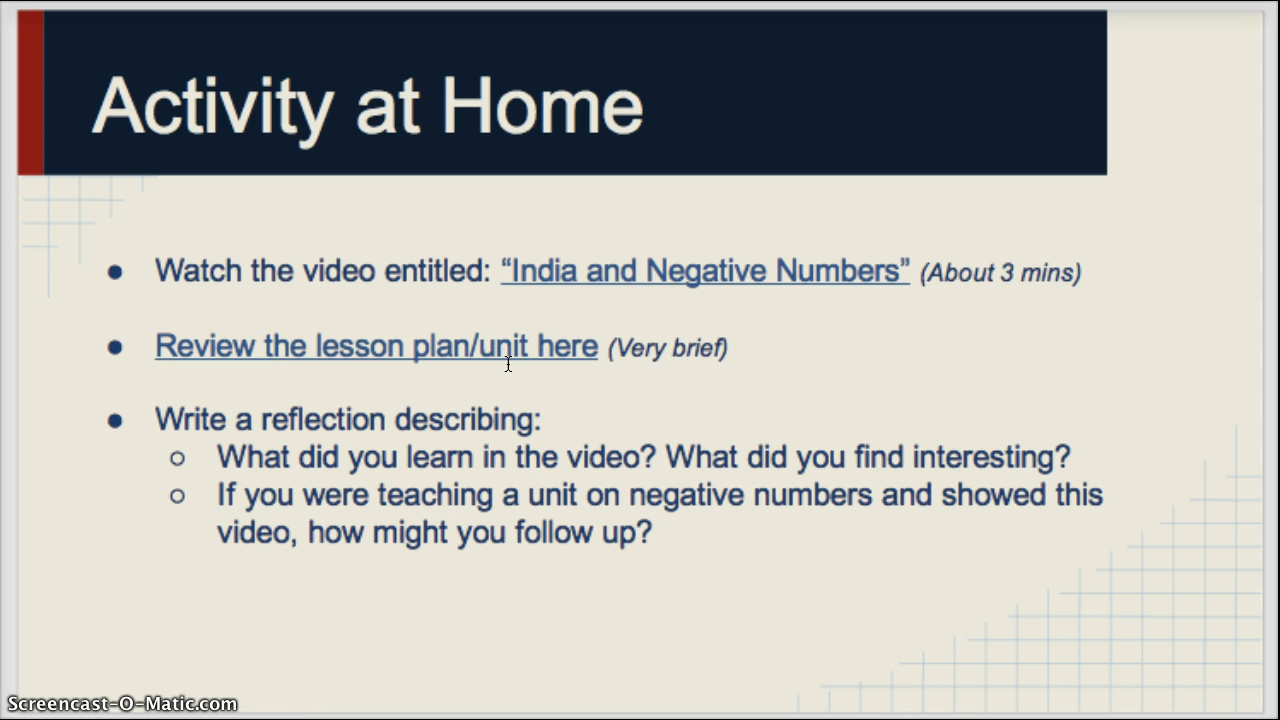 Activity at Home
● Watch the video entitled: “India and Negative Numbers” (About 3 mins)
● Review the lesson plan/unit here (Very brief)
● Write a reflection describing:
○ What did you learn in the video? What did you find interesting?
○ If you were teaching a unit on negative numbers and showed this
video, how might you follow up?
Screencast-O-Matic.com